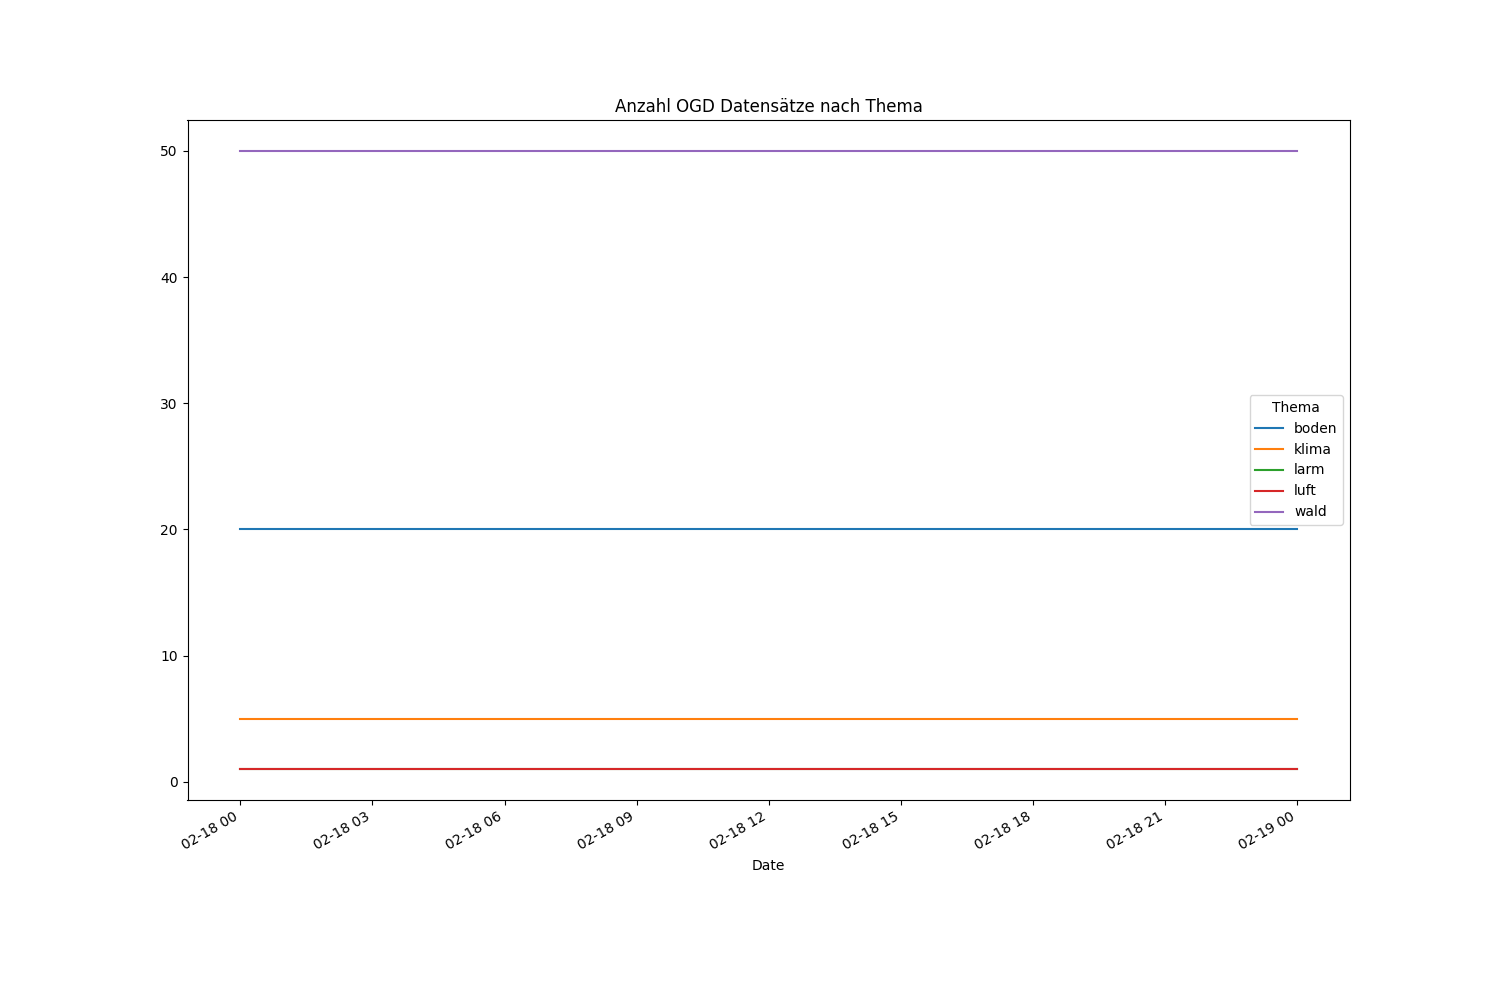 Anzahl OGD Datensätze nach Thema
50
40
30
20
10
0
Thema
boden
klima
larm
luft
wald
02-18 00
02-18 03
02-18 06
02-18 09
02-18 12
02-18 15
02-18 18
02-18 21
02-19 00
Date